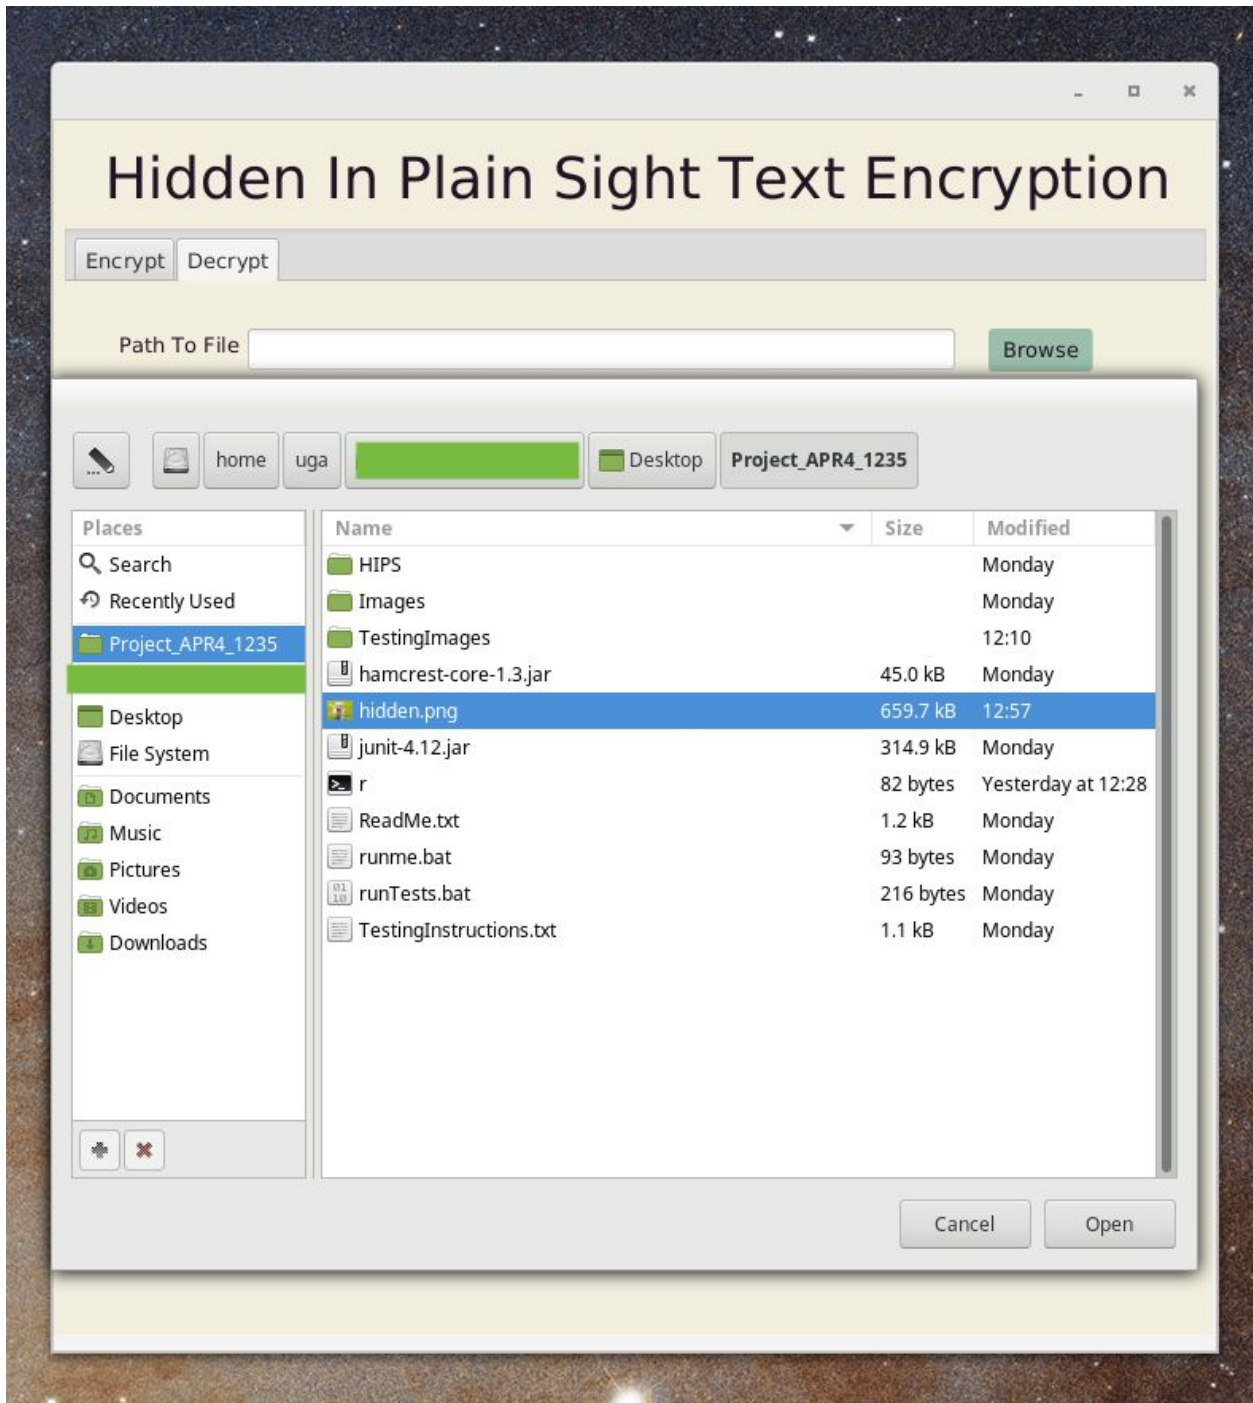 Hidden In Plain Sight Text Encryption
Encrypt Decrypt
Path To File Browse
home uga Desktop Project_APR4_1235
Places Name Size Modified
Search HIPS Monday
Recently Used Images Monday
Project_APR4_1235 TestingImages 12:10
hamcrest-core-1.3.jar 45.0 kB Monday
Desktop hidden.png 659.7 kB 12:57
File System junit-4.12.jar 314.9 kB Monday
Documents r 82 bytes Yesterday at 12:28
Music ReadMe.txt 1.2 kB Monday
Pictures runme.bat 93 bytes Monday
Videos runTests.bat 216 bytes Monday
Downloads TestingInstructions.txt 1.1 kB Monday
Cancel Open